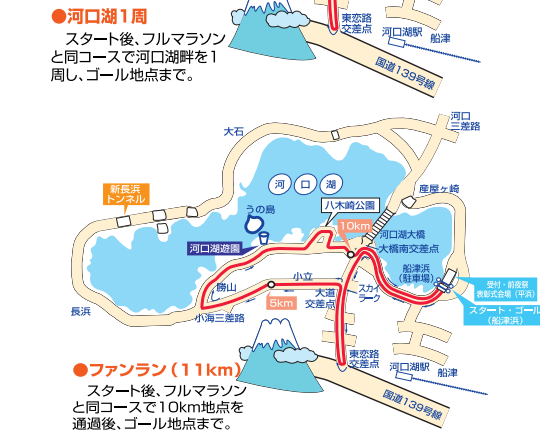 ●河口湖1周
スタート後、フルマラソン
と同コースで河口湖畔を1
周し、ゴール地点まで。
東恋路
交差点
河口湖駅
船津
国道139号線
河口
三差路
大石
新長浜
トンネル
河口湖
産屋ヶ崎
うの島
八木崎公園
10km
河口湖大橋
大橋南交差点
河口湖遊園
船津浜
(駐車場)
受付・前夜祭
表彰式会場(平浜)
スタート・ゴール
(船津浜)
勝山
小立
大道
交差点
スカイ
ラーク
5km
長浜
小海三差路
●ファンラン(11km)
スタート後、フルマラソン
と同コースで10km地点を
通過後、ゴール地点まで。
東恋路
交差点
河口湖駅
船津
国道139号線